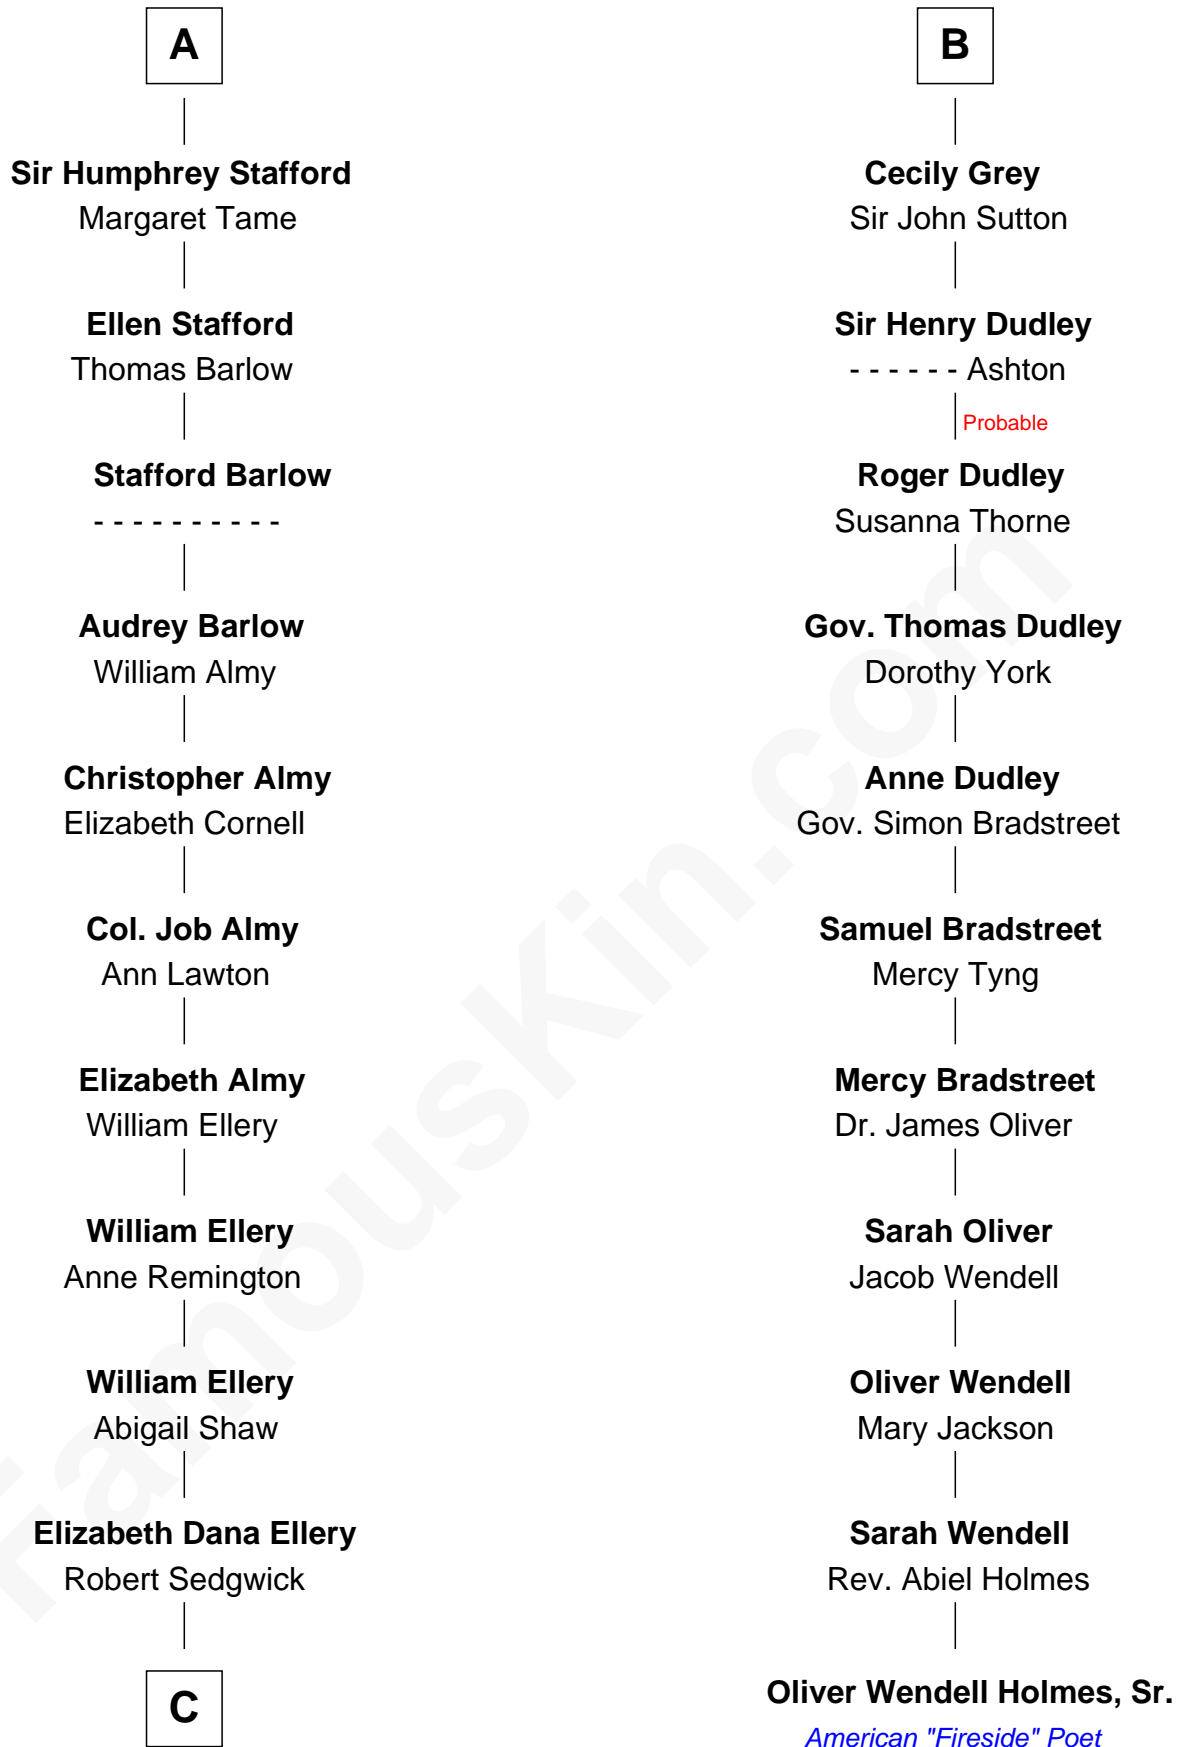 A
Sir Humphrey Stafford
Margaret Tame
Ellen Stafford
Thomas Barlow
Stafford Barlow
- - - - - - - - - -
Audrey Barlow
William Almy
Christopher Almy
Elizabeth Cornell
Col. Job Almy
Ann Lawton
Elizabeth Almy
William Ellery
William Ellery
Anne Remington
William Ellery
Abigail Shaw
Elizabeth Dana Ellery
Robert Sedgwick
C
B
Cecily Grey
Sir John Sutton
Sir Henry Dudley
- - - - - - Ashton
Probable
Roger Dudley
Susanna Thorne
Gov. Thomas Dudley
Dorothy York
Anne Dudley
Gov. Simon Bradstreet
Samuel Bradstreet
Mercy Tyng
Mercy Bradstreet
Dr. James Oliver
Sarah Oliver
Jacob Wendell
Oliver Wendell
Mary Jackson
Sarah Wendell
Rev. Abiel Holmes
Oliver Wendell Holmes, Sr.
American "Fireside" Poet
FamousKin.com